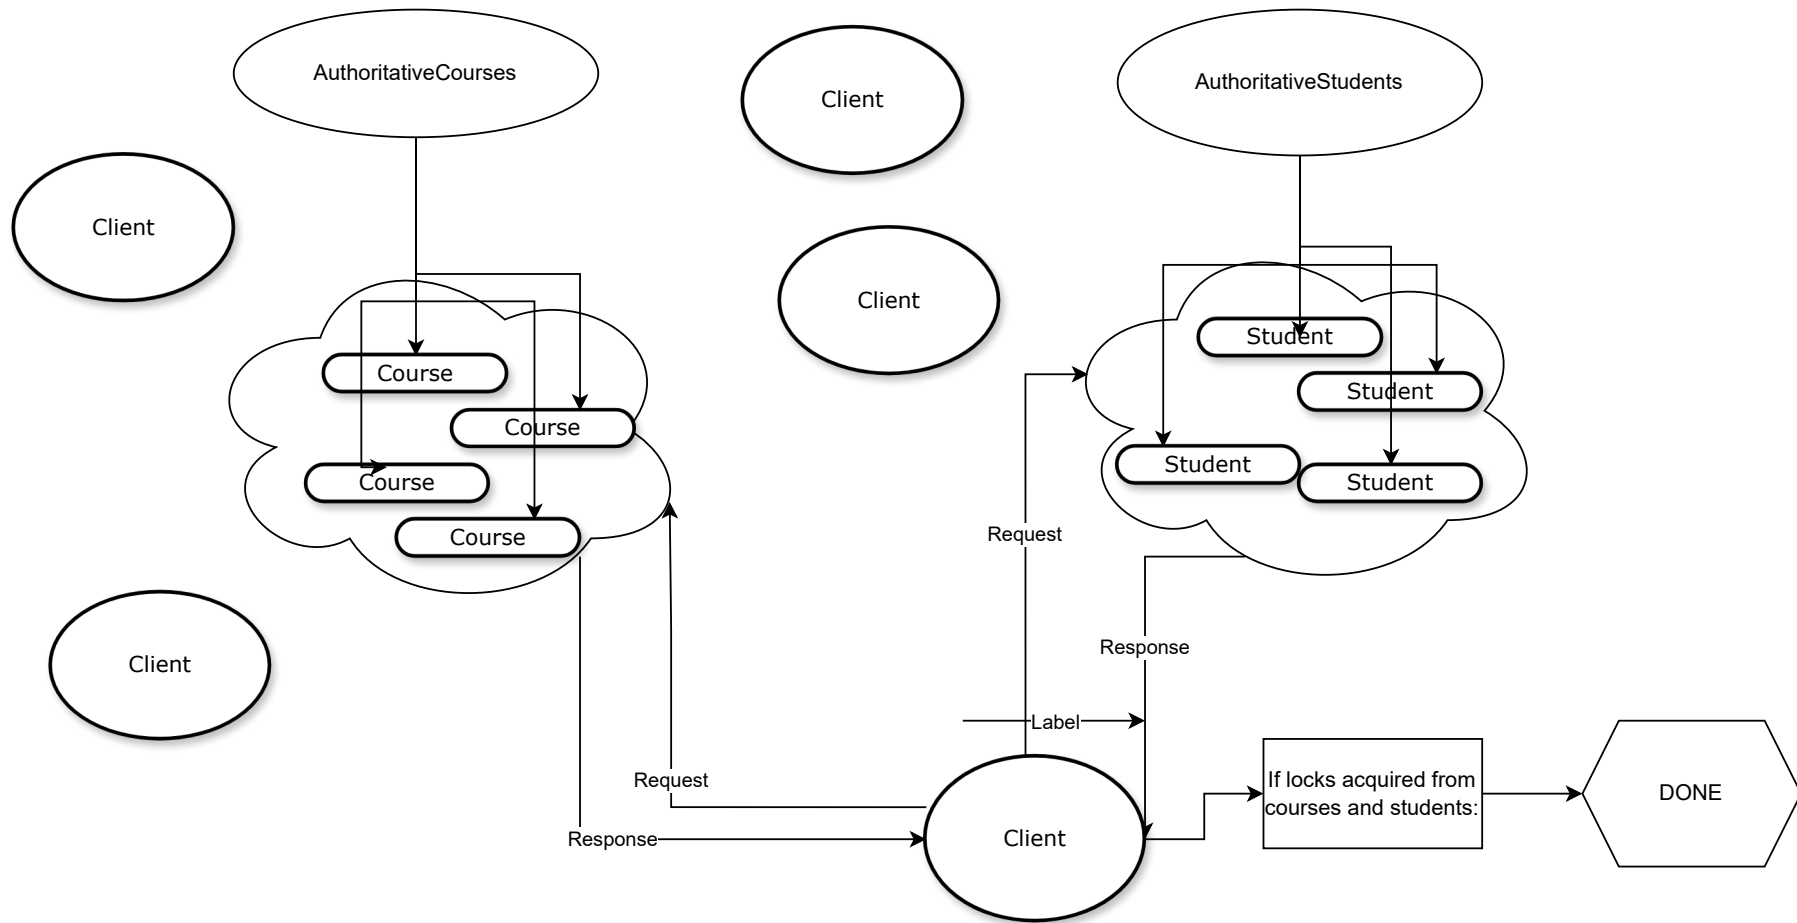 AuthoritativeCourses
AuthoritativeStudents
Client
Client
Client
Student
Course
Student
Course
Student
Course
Student
Course
Request
Response
Client
Label
Request
If locks acquired from
courses and students:
DONE
Response
Client